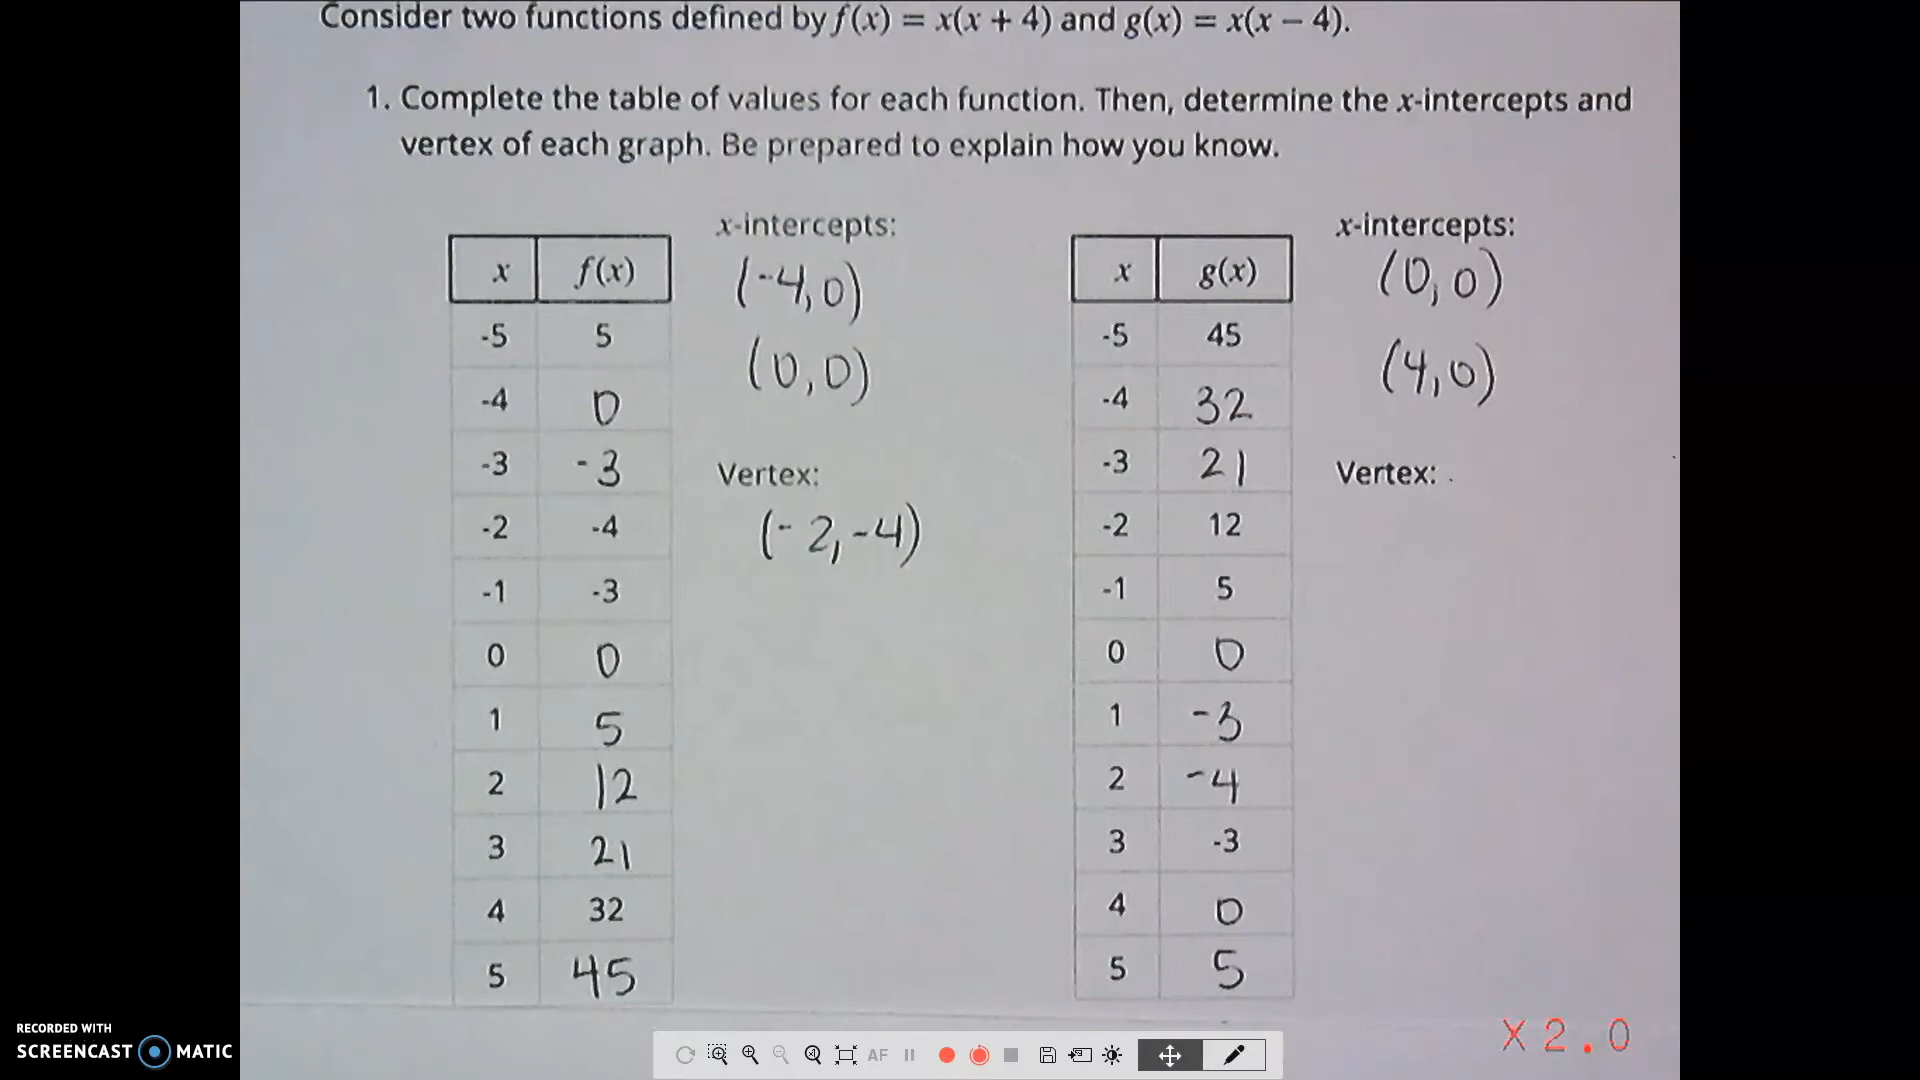 Consider two functions defined by f(x) = x(x + 4) and g(x) = x(x − 4).
1. Complete the table of values for each function. Then, determine the x-intercepts and
vertex of each graph. Be prepared to explain how you know.
x f(x)
-5 5
-4 0
-3 -3
-2 -4
-1 -3
0 0
1 5
2 12
3 21
4 32
5 45
x-intercepts:
(-4,0)
(0,0)
Vertex:
(-2,-4)
x g(x)
-5 45
-4 32
-3 21
-2 12
-1 5
0 0
1 -3
2 -4
3 -3
4 0
5 5
x-intercepts:
(0,0)
(4,0)
Vertex:
X2.0
RECORDED WITH
SCREENCAST MATIC
AF